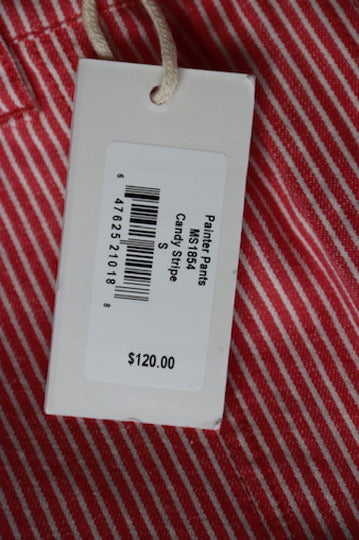 Painter Pants
MS1854
Candy Stripe
S
6 47625 21018 8
$120.00